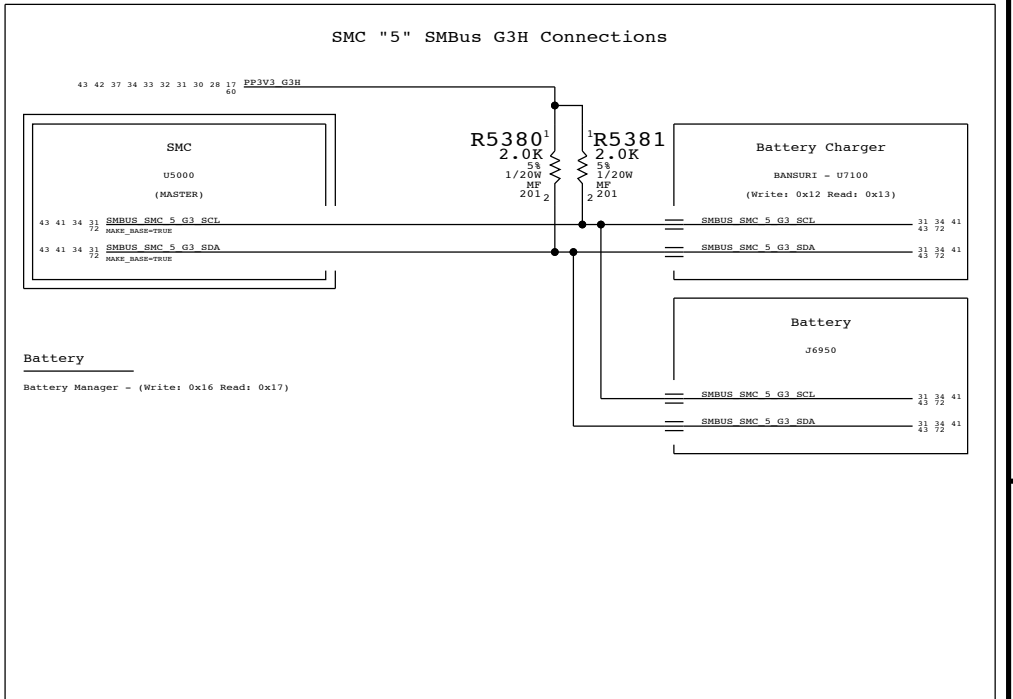 SMC "5" SMBus G3H Connections
43 42 37 34 33 32 31 30 28 17 PP3V3_G3H
60
SMC
U5000
(MASTER)
43 41 34 31 SMBUS_SMC_5_G3_SCL
72 MAKE_BASE=TRUE
43 41 34 31 SMBUS_SMC_5_G3_SDA
72 MAKE_BASE=TRUE
R5380 1
2.0K
5%
1/20W
MF
201 2
1 R5381
2.0K
5%
1/20W
MF
2 201
Battery Charger
BANSURI - U7100
(Write: 0x12 Read: 0x13)
SMBUS_SMC_5_G3_SCL 31 34 41
43 72
SMBUS_SMC_5_G3_SDA 31 34 41
43 72
Battery
J6950
SMBUS_SMC_5_G3_SCL 31 34 41
43 72
SMBUS_SMC_5_G3_SDA 31 34 41
43 72
Battery
Battery Manager - (Write: 0x16 Read: 0x17)